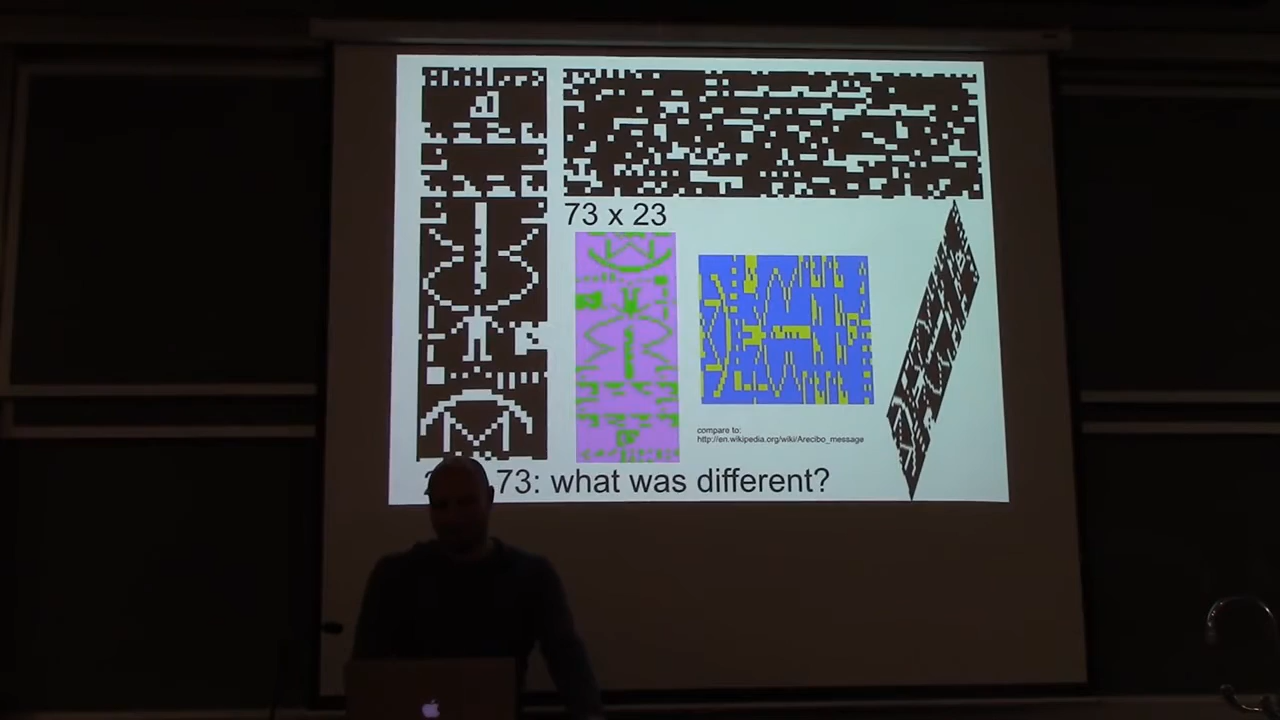 73 x 23
compare to:
http://en.wikipedia.org/wiki/Arecibo_message
73: what was different?